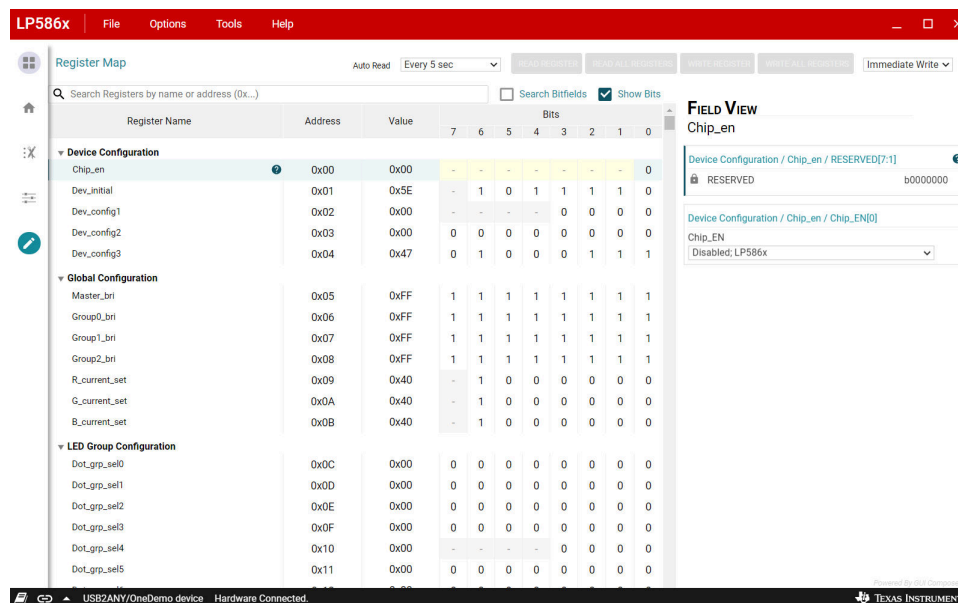 LP586x File Options Tools Help
Register Map Auto Read Every 5 sec READ REGISTER READ ALL REGISTERS WRITE REGISTER WRITE ALL REGISTERS Immediate Write
Search Registers by name or address (0x...) Search Bitfields Show Bits
Register Name Address Value Bits
7 6 5 4 3 2 1 0
Device Configuration
Chip_en 0x00 0x00 - - - - - - - 0
Dev_initial 0x01 0x5E - 1 0 1 1 1 1 0
Dev_config1 0x02 0x00 - - - - 0 0 0 0
Dev_config2 0x03 0x00 0 0 0 0 0 0 0 0
Dev_config3 0x04 0x47 0 1 0 0 0 1 1 1
Global Configuration
Master_bri 0x05 0xFF 1 1 1 1 1 1 1 1
Group0_bri 0x06 0xFF 1 1 1 1 1 1 1 1
Group1_bri 0x07 0xFF 1 1 1 1 1 1 1 1
Group2_bri 0x08 0xFF 1 1 1 1 1 1 1 1
R_current_set 0x09 0x40 - 1 0 0 0 0 0 0
G_current_set 0x0A 0x40 - 1 0 0 0 0 0 0
B_current_set 0x0B 0x40 - 1 0 0 0 0 0 0
LED Group Configuration
Dot_grp_sel0 0x0C 0x00 0 0 0 0 0 0 0 0
Dot_grp_sel1 0x0D 0x00 0 0 0 0 0 0 0 0
Dot_grp_sel2 0x0E 0x00 0 0 0 0 0 0 0 0
Dot_grp_sel3 0x0F 0x00 0 0 0 0 0 0 0 0
Dot_grp_sel4 0x10 0x00 - - - - 0 0 0 0
Dot_grp_sel5 0x11 0x00 0 0 0 0 0 0 0 0
FIELD VIEW
Chip_en
Device Configuration / Chip_en / RESERVED[7:1]
RESERVED b0000000
Device Configuration / Chip_en / Chip_EN[0]
Chip_EN
Disabled; LP586x
Powered By GUI Compose
USB2ANY/OneDemo device Hardware Connected. TEXAS INSTRUMENT